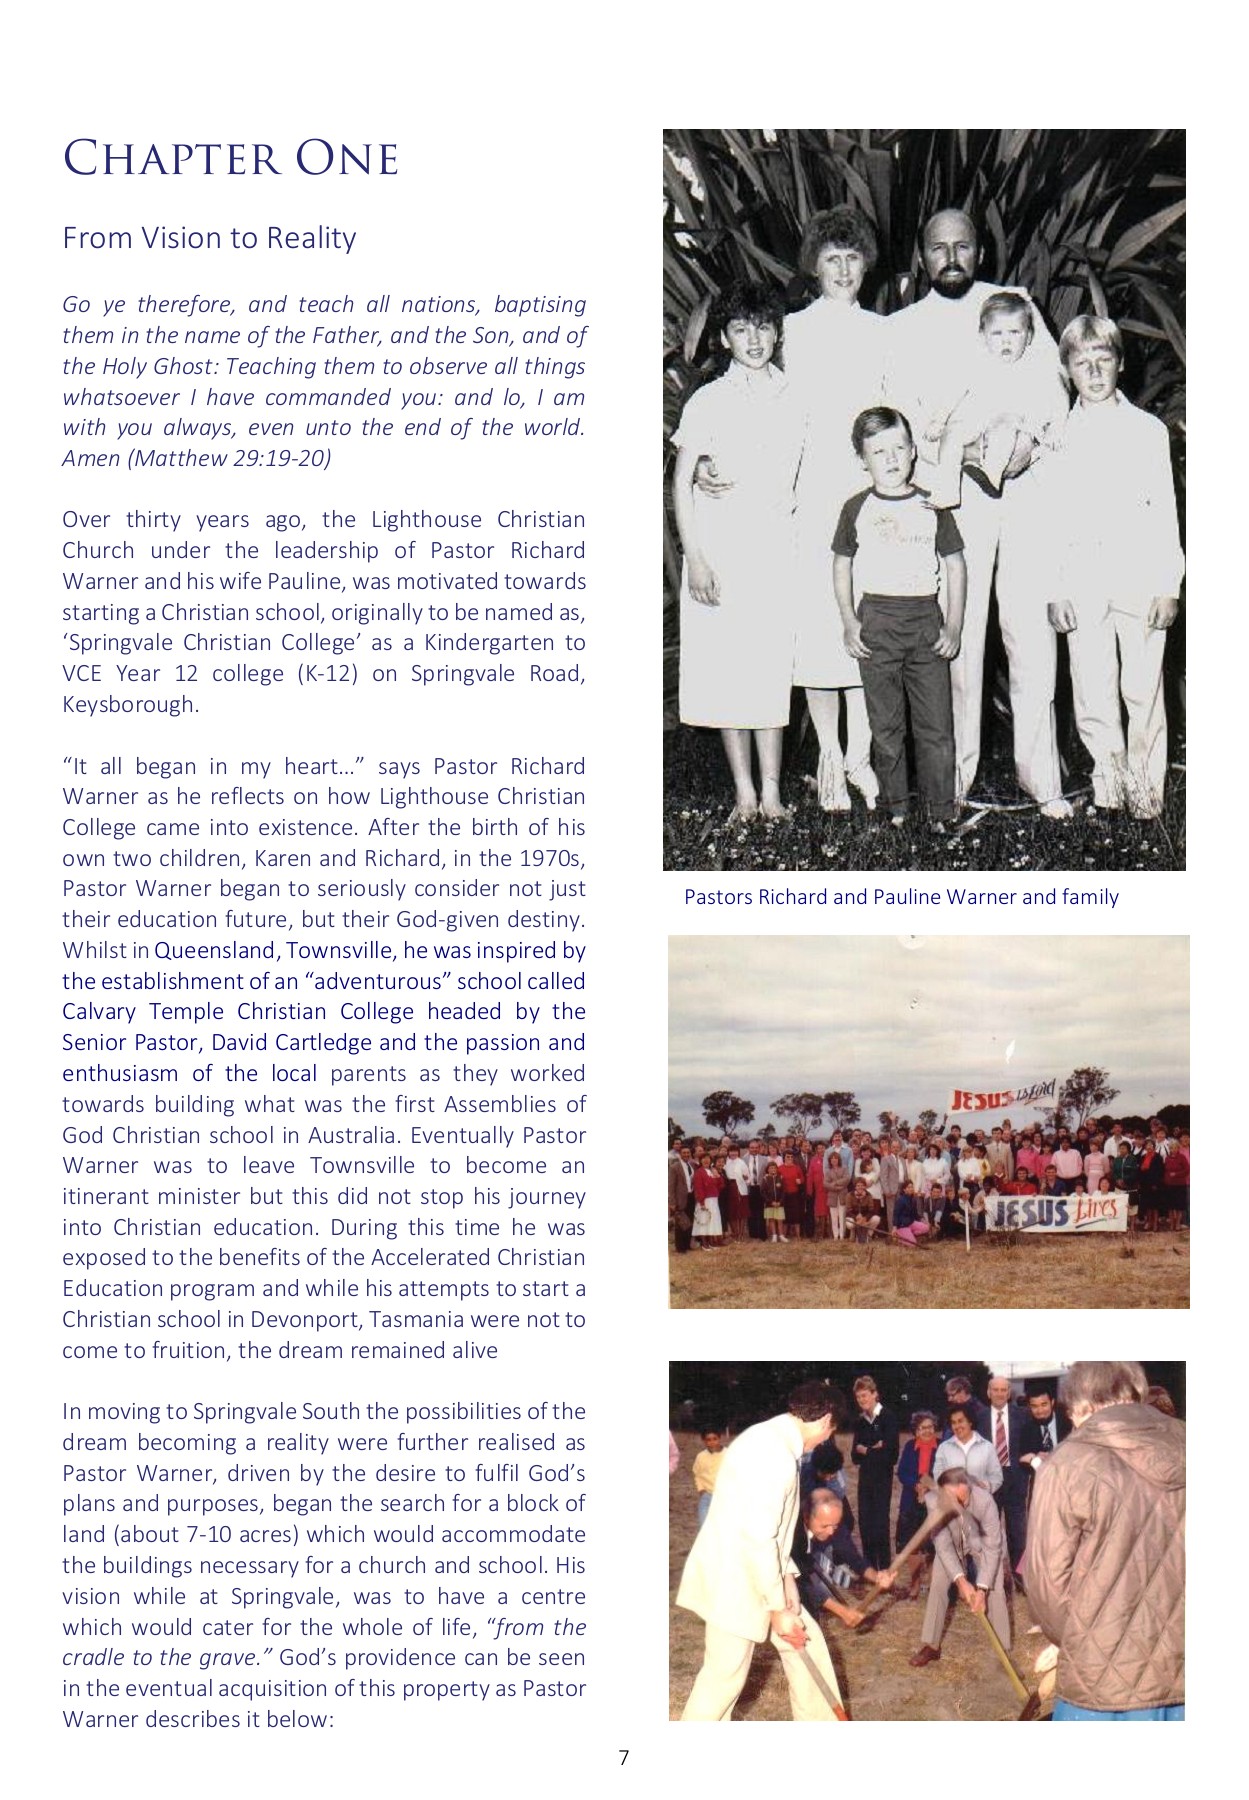 CHAPTER ONE
From Vision to Reality
Go ye therefore, and teach all nations, baptising
them in the name of the Father, and the Son, and of
the Holy Ghost: Teaching them to observe all things
whatsoever I have commanded you: and lo, I am
with you always, even unto the end of the world.
Amen (Matthew 29:19-20)
Over thirty years ago, the Lighthouse Christian
Church under the leadership of Pastor Richard
Warner and his wife Pauline, was motivated towards
starting a Christian school, originally to be named as,
‘Springvale Christian College’ as a Kindergarten to
VCE Year 12 college (K-12) on Springvale Road,
Keysborough.
“It all began in my heart…” says Pastor Richard
Warner as he reflects on how Lighthouse Christian
College came into existence. After the birth of his
own two children, Karen and Richard, in the 1970s,
Pastor Warner began to seriously consider not just
their education future, but their God-given destiny.
Whilst in Queensland, Townsville, he was inspired by
the establishment of an “adventurous” school called
Calvary Temple Christian College headed by the
Senior Pastor, David Cartledge and the passion and
enthusiasm of the local parents as they worked
towards building what was the first Assemblies of
God Christian school in Australia. Eventually Pastor
Warner was to leave Townsville to become an
itinerant minister but this did not stop his journey
into Christian education. During this time he was
exposed to the benefits of the Accelerated Christian
Education program and while his attempts to start a
Christian school in Devonport, Tasmania were not to
come to fruition, the dream remained alive
In moving to Springvale South the possibilities of the
dream becoming a reality were further realised as
Pastor Warner, driven by the desire to fulfil God’s
plans and purposes, began the search for a block of
land (about 7-10 acres) which would accommodate
the buildings necessary for a church and school. His
vision while at Springvale, was to have a centre
which would cater for the whole of life, “from the
cradle to the grave.” God’s providence can be seen
in the eventual acquisition of this property as Pastor
Warner describes it below:
Pastors Richard and Pauline Warner and family
JESUS is Lord
JESUS Lives
7